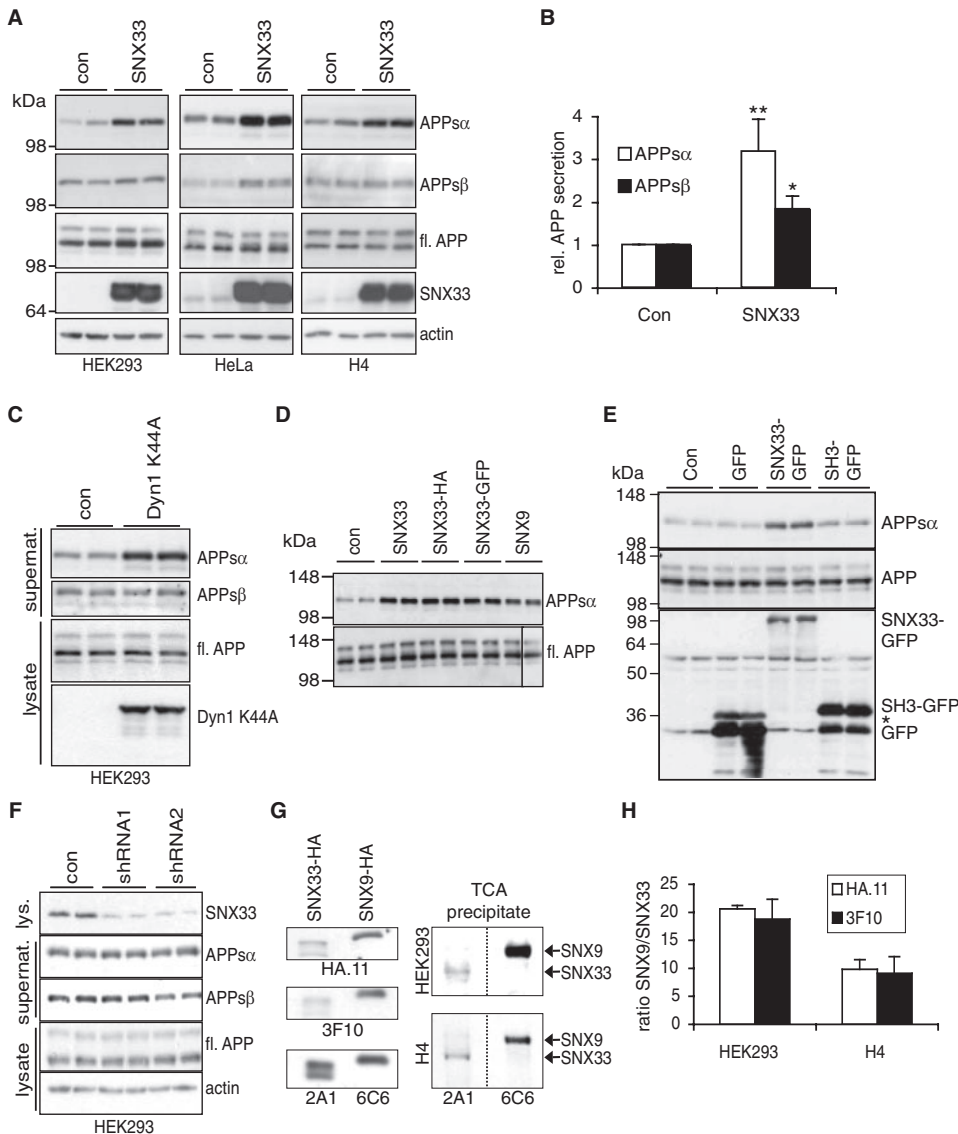 A
con
SNX33
con
SNX33
con
SNX33
kDa
98
98
98
64
APPsα
APPsβ
fl. APP
SNX33
actin
HEK293
HeLa
H4
B
rel. APP secretion
4
3
2
1
0
APPsα
APPsβ
**
*
Con
SNX33
C
con
Dyn1 K44A
supernat.
lysate
APPsα
APPsβ
fl. APP
Dyn1 K44A
HEK293
D
kDa
con
SNX33
SNX33-HA
SNX33-GFP
SNX9
148
98
148
98
APPsα
fl. APP
E
kDa
Con
GFP
SNX33-
GFP
SH3-
GFP
148
98
148
98
98
64
50
36
APPsα
APP
SNX33-
GFP
SH3-GFP
*
GFP
F
con
shRNA1
shRNA2
lys.
supernat.
lysate
SNX33
APPsα
APPsβ
fl. APP
actin
HEK293
G
SNX33-HA
SNX9-HA
HA.11
3F10
2A1
6C6
TCA
precipitate
HEK293
SNX9
SNX33
H4
SNX9
SNX33
2A1
6C6
H
ratio SNX9/SNX33
25
20
15
10
5
0
HA.11
3F10
HEK293
H4